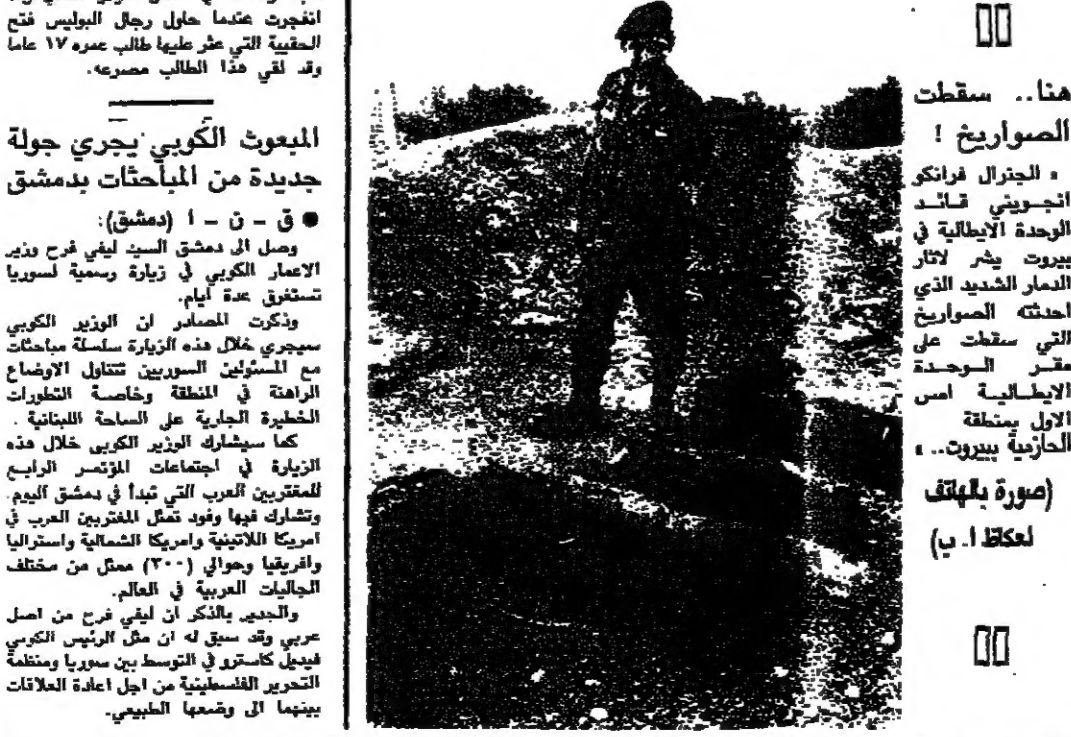 هنا.. سقطت
الصواريخ !
« الجنرال فرانكو
انجويني قائد
الوحدة الايطالية في
بيروت يشر لاثار
الدمار الشديد الذي
احدثته الصواريخ
التي سقطت على
مقر الوحدة
الايطالية امس
الاول بمنطقة
الحازمية ببيروت.. »
(صورة بالهاتف
لعكاظ ا. ب)
انفجرت عندما حاول رجال البوليس فتح
الحقيبة التي عثر عليها طالب عمره ١٧ عاما
وقد لقي هذا الطالب مصرعه.
المبعوث الكوبي يجري جولة
جديدة من المباحثات بدمشق
● ق - ن - ا (دمشق):
وصل الى دمشق السيد ليفي فرح وزير
الاعمار الكوبي في زيارة رسمية لسوريا
تستغرق عدة أيام.
وذكرت المصادر ان الوزير الكوبي
سيجري خلال هذه الزيارة سلسلة مباحثات
مع المسئولين السوريين تتناول الاوضاع
الراهنة في المنطقة وخاصة التطورات
الخطيرة الجارية على الساحة اللبنانية .
كما سيشارك الوزير الكوبي خلال هذه
الزيارة في اجتماعات المؤتمر الرابع
للمغتربين العرب التي تبدأ في دمشق اليوم.
وتشارك فيها وفود تمثل المغتربين العرب في
امريكا اللاتينية وامريكا الشمالية واستراليا
وافريقيا وحوالي (٣٠٠) ممثل من مختلف
الجاليات العربية في العالم.
والجدير بالذكر ان ليفي فرح من اصل
عربي وقد سبق له ان مثل الرئيس الكوبي
فيديل كاسترو في التوسط بين سوريا ومنظمة
التحرير الفلسطينية من اجل اعادة العلاقات
بينهما الى وضعها الطبيعي.